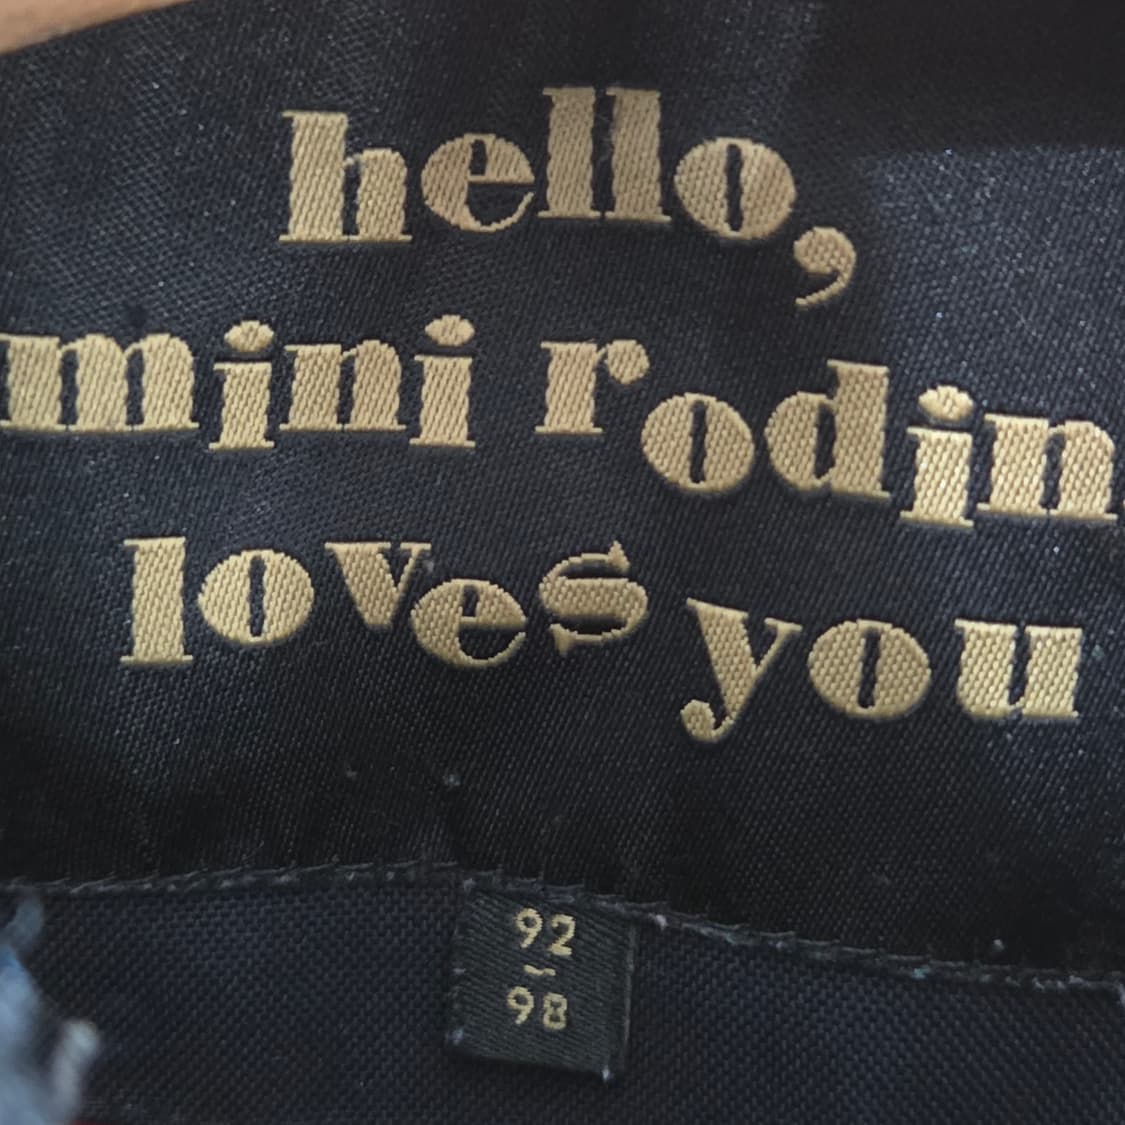 hello,
mini rodin
loves you
92
–
98